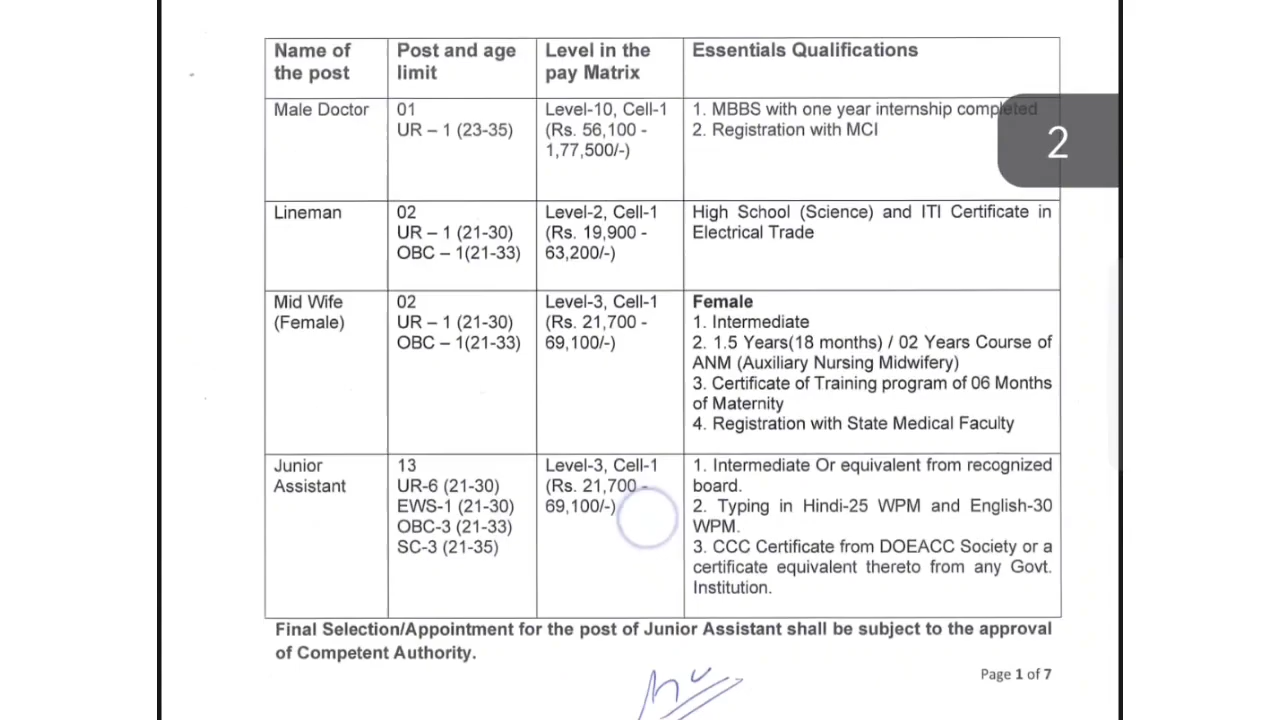 Name of the post
Post and age limit
Level in the pay Matrix
Essentials Qualifications
Male Doctor
01
UR – 1 (23-35)
Level-10, Cell-1
(Rs. 56,100 -
1,77,500/-)
1. MBBS with one year internship completed
2. Registration with MCI
2
Lineman
02
UR – 1 (21-30)
OBC – 1(21-33)
Level-2, Cell-1
(Rs. 19,900 -
63,200/-)
High School (Science) and ITI Certificate in
Electrical Trade
Mid Wife
(Female)
02
UR – 1 (21-30)
OBC – 1(21-33)
Level-3, Cell-1
(Rs. 21,700 -
69,100/-)
Female
1. Intermediate
2. 1.5 Years(18 months) / 02 Years Course of
ANM (Auxiliary Nursing Midwifery)
3. Certificate of Training program of 06 Months
of Maternity
4. Registration with State Medical Faculty
Junior
Assistant
13
UR-6 (21-30)
EWS-1 (21-30)
OBC-3 (21-33)
SC-3 (21-35)
Level-3, Cell-1
(Rs. 21,700 -
69,100/-)
1. Intermediate Or equivalent from recognized
board.
2. Typing in Hindi-25 WPM and English-30
WPM.
3. CCC Certificate from DOEACC Society or a
certificate equivalent thereto from any Govt.
Institution.
Final Selection/Appointment for the post of Junior Assistant shall be subject to the approval
of Competent Authority.
Page 1 of 7